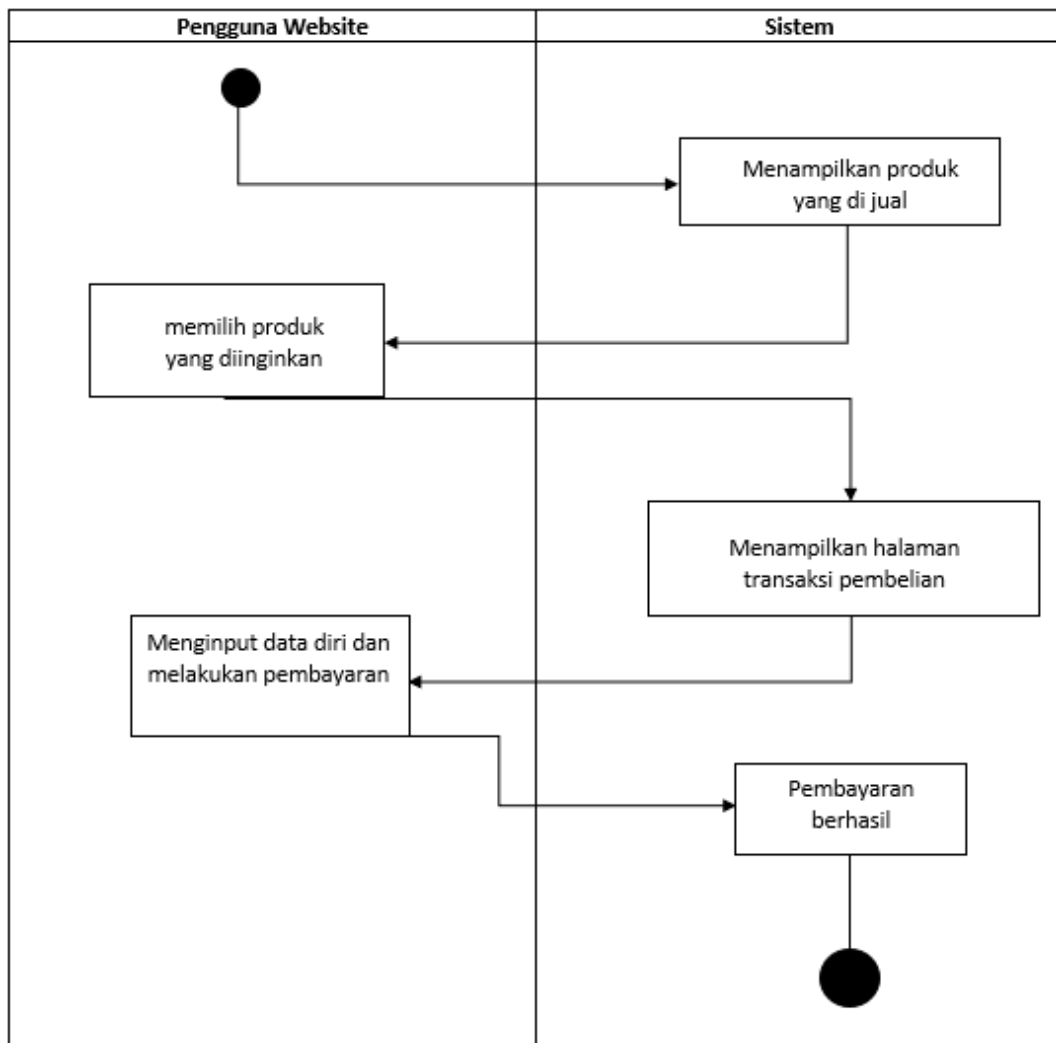 Pengguna Website
Sistem
Menampilkan produk
yang di jual
memilih produk
yang diinginkan
Menampilkan halaman
transaksi pembelian
Menginput data diri dan
melakukan pembayaran
Pembayaran
berhasil